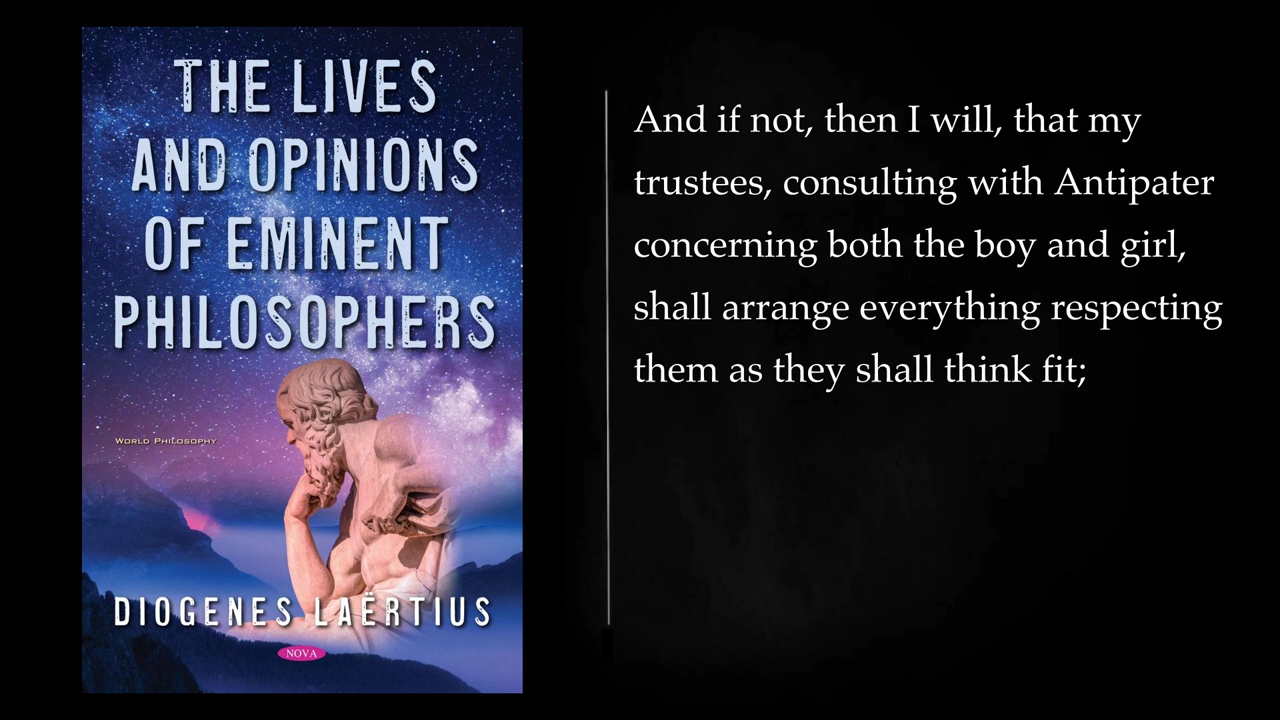 THE LIVES
AND OPINIONS
OF EMINENT
PHILOSOPHERS
WORLD PHILOSOPHY
DIOGENES LAËRTIUS
NOVA
And if not, then I will, that my
trustees, consulting with Antipater
concerning both the boy and girl,
shall arrange everything respecting
them as they shall think fit;